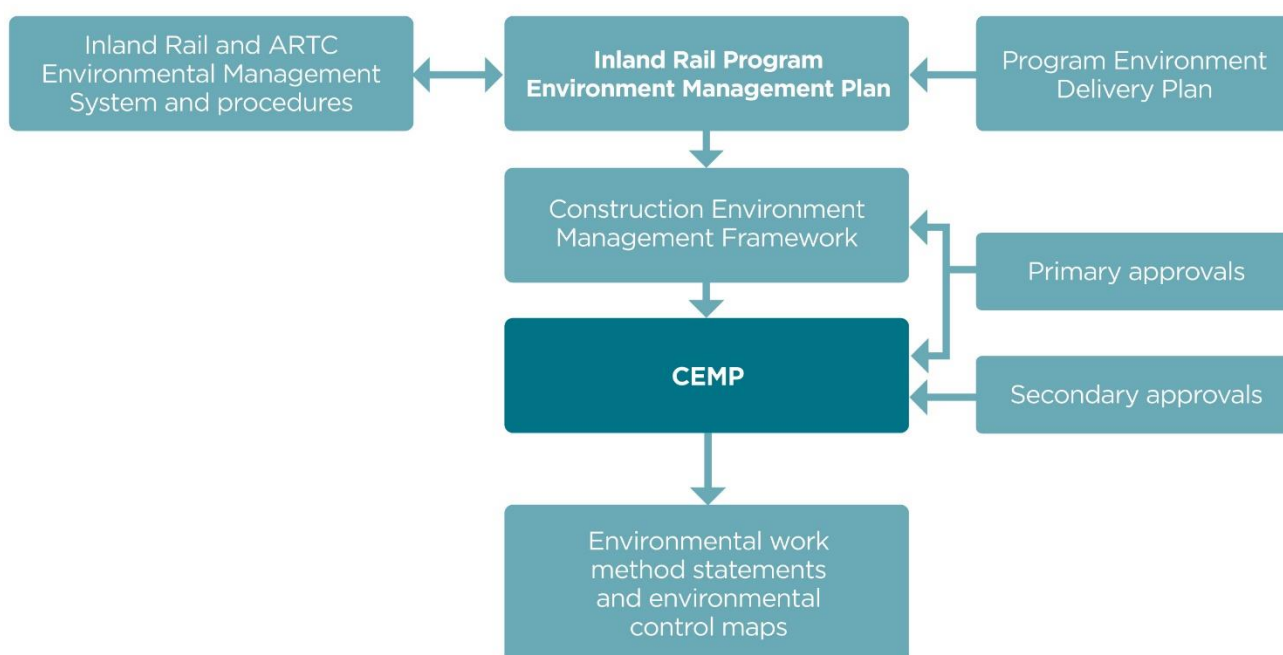 Inland Rail and ARTC
Environmental Management
System and procedures
Inland Rail Program
Environment Management Plan
Program Environment
Delivery Plan
Construction Environment
Management Framework
Primary approvals
CEMP
Secondary approvals
Environmental work
method statements
and environmental
control maps